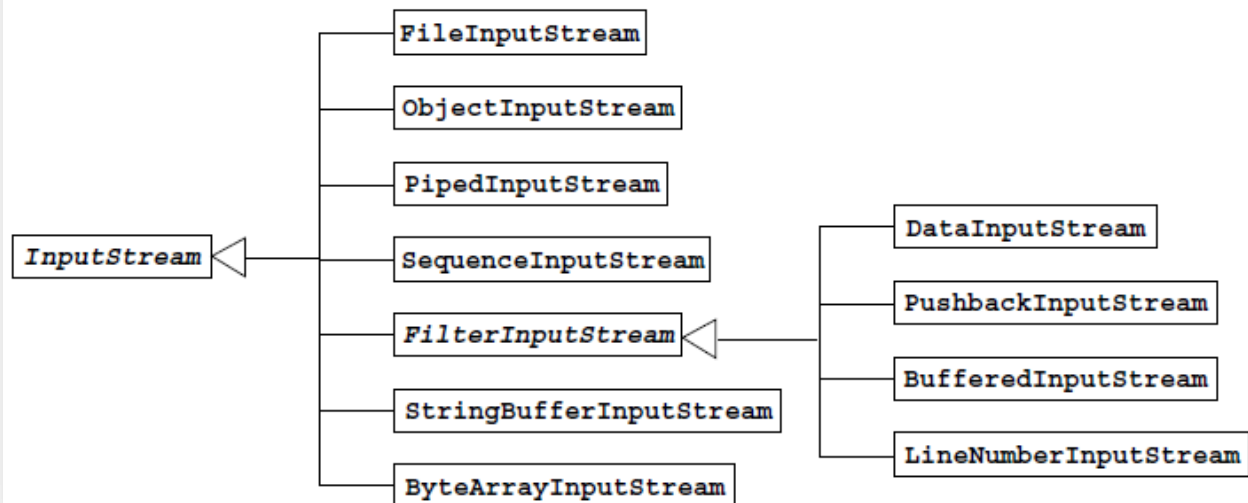 FileInputStream
ObjectInputStream
PipedInputStream
DataInputStream
InputStream
SequenceInputStream
PushbackInputStream
FilterInputStream
BufferedInputStream
StringBufferInputStream
LineNumberInputStream
ByteArrayInputStream